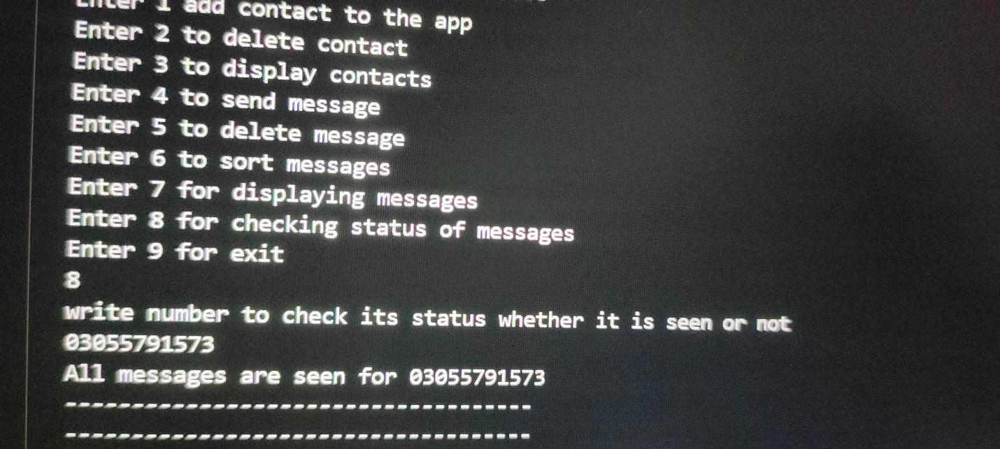 Enter 1 add contact to the app
Enter 2 to delete contact
Enter 3 to display contacts
Enter 4 to send message
Enter 5 to delete message
Enter 6 to sort messages
Enter 7 for displaying messages
Enter 8 for checking status of messages
Enter 9 for exit
8
write number to check its status whether it is seen or not
03055791573
All messages are seen for 03055791573
-----------------------------------
-----------------------------------